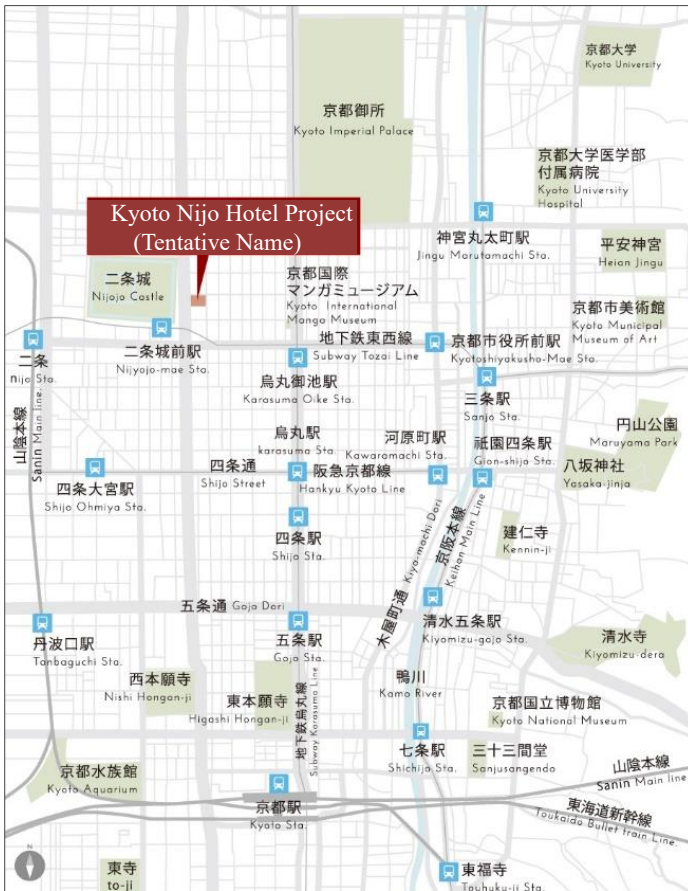 京都大学
Kyoto University
京都御所
Kyoto Imperial Palace
京都大学医学部
付属病院
Kyoto University
Hospital
Kyoto Nijo Hotel Project
(Tentative Name)
神宮丸太町駅
Jingu Marutamachi Sta.
平安神宮
Heian Jingu
二条城
Nijojo Castle
京都国際
マンガミュージアム
Kyoto International
Manga Museum
京都市美術館
Kyoto Municipal
Museum of Art
地下鉄東西線
Subway Tozai Line
京都市役所前駅
Kyotoshiyakusho-Mae Sta.
二条
nijo Sta.
二条城前駅
Nijyojo-mae Sta.
烏丸御池駅
Karasuma Oike Sta.
三条駅
Sanjo Sta.
山陰本線
Sanin Main line.
円山公園
Maruyama Park
烏丸駅
karasuma Sta.
河原町駅
Kawaramachi Sta.
祇園四条駅
Gion-shijo Sta.
八坂神社
Yasaka-jinja
四条通
Shijo Street
阪急京都線
Hankyu Kyoto Line
四条大宮駅
Shijo Ohmiya Sta.
四条駅
Shijo Sta.
建仁寺
Kennin-ji
京阪本線
Keihan Main Line
木屋町通 Kiya-machi Dori
五条通 Gojo Dori
五条駅
Gojo Sta.
清水五条駅
Kiyomizu-gojo Sta.
清水寺
Kiyomizu-dera
丹波口駅
Tanbaguchi Sta.
西本願寺
Nishi Hongan-ji
東本願寺
Higashi Hongan-ji
地下鉄烏丸線
Subway Karasuma Line
鴨川
Kamo River
京都国立博物館
Kyoto National Museum
七条駅
Shichijo Sta.
三十三間堂
Sanjusangendo
京都水族館
Kyoto Aquarium
京都駅
Kyoto Sta.
山陰本線
Sanin Main line
東海道新幹線
Toukaido Bullet train Line.
N
東寺
to-ji
東福寺
Touhuku-ji Sta.